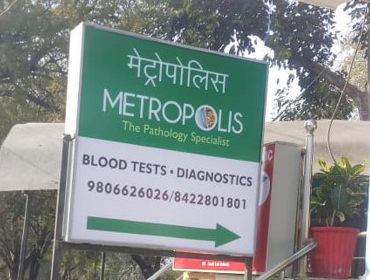 मेट्रोपोलिस
METROPOLIS
The Pathology Specialist
BLOOD TESTS • DIAGNOSTICS
9806626026/8422801801